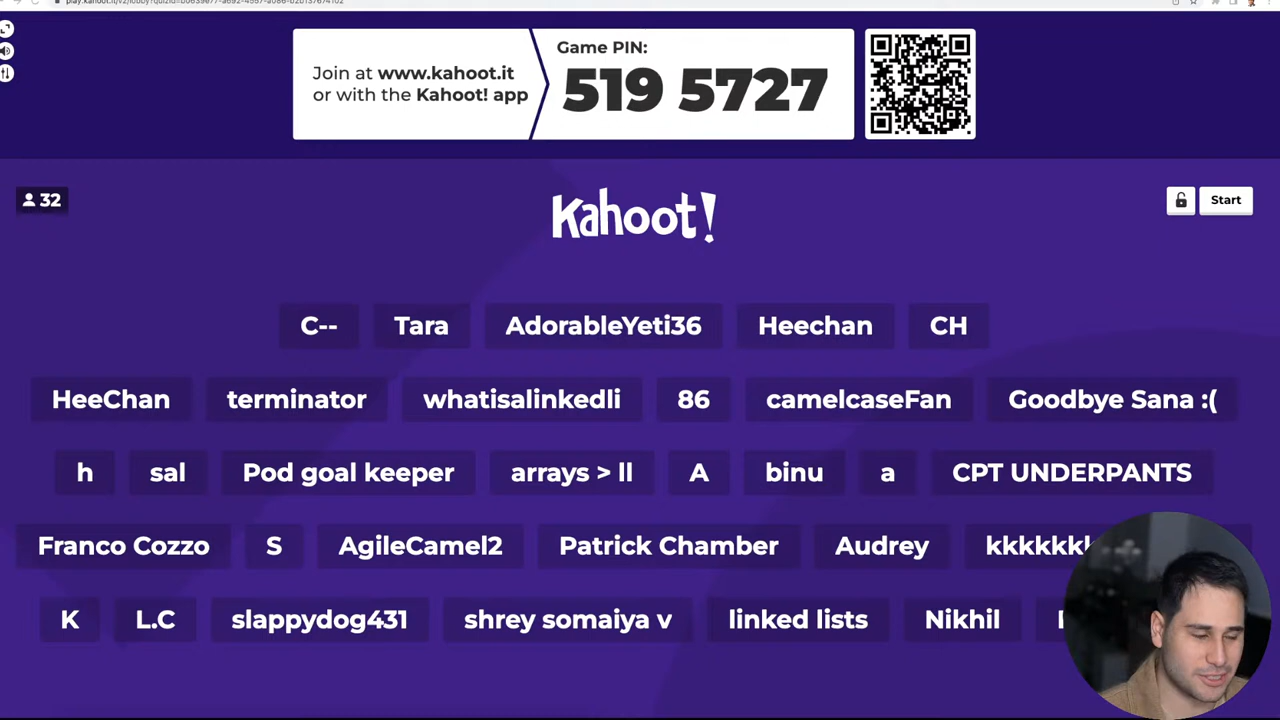 Join at www.kahoot.it
or with the Kahoot! app
Game PIN:
519 5727
32
Kahoot!
Start
C-- Tara AdorableYeti36 Heechan CH
HeeChan terminator whatisalinkedli 86 camelcaseFan Goodbye Sana :(
h sal Pod goal keeper arrays > ll A binu a CPT UNDERPANTS
Franco Cozzo S AgileCamel2 Patrick Chamber Audrey
K L.C slappydog431 shrey somaiya v linked lists Nikhil